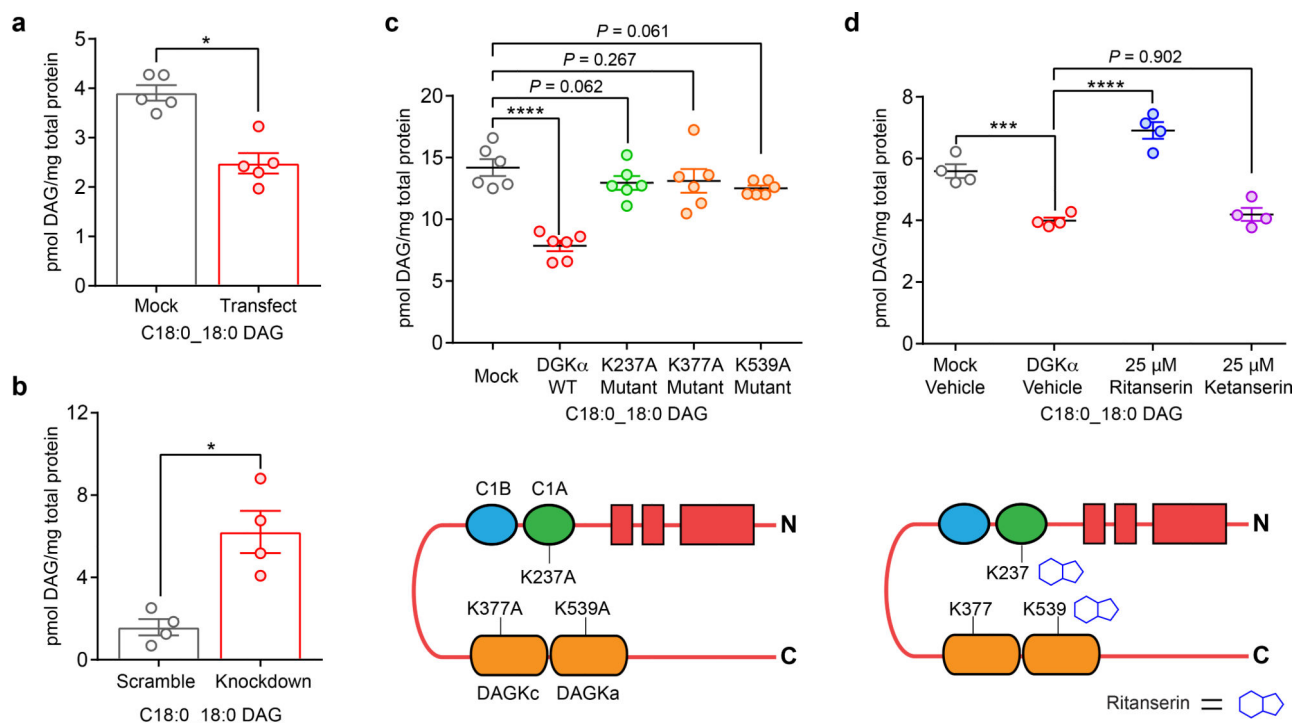 a
pmol DAG/mg total protein
5
4
3
2
1
0
*
Mock
Transfect
C18:0_18:0 DAG
b
pmol DAG/mg total protein
12
9
6
3
0
*
Scramble
Knockdown
C18:0 18:0 DAG
c
pmol DAG/mg total protein
20
15
10
5
0
P = 0.061
P = 0.267
P = 0.062
****
Mock
DGKα
WT
K237A
Mutant
K377A
Mutant
K539A
Mutant
C18:0_18:0 DAG
C1B
C1A
N
K237A
K377A
K539A
C
DAGKc
DAGKa
d
pmol DAG/mg total protein
8
6
4
2
0
P = 0.902
****
***
Mock
Vehicle
DGKα
Vehicle
25 µM
Ritanserin
25 µM
Ketanserin
C18:0_18:0 DAG
N
K237
K377
K539
C
Ritanserin =